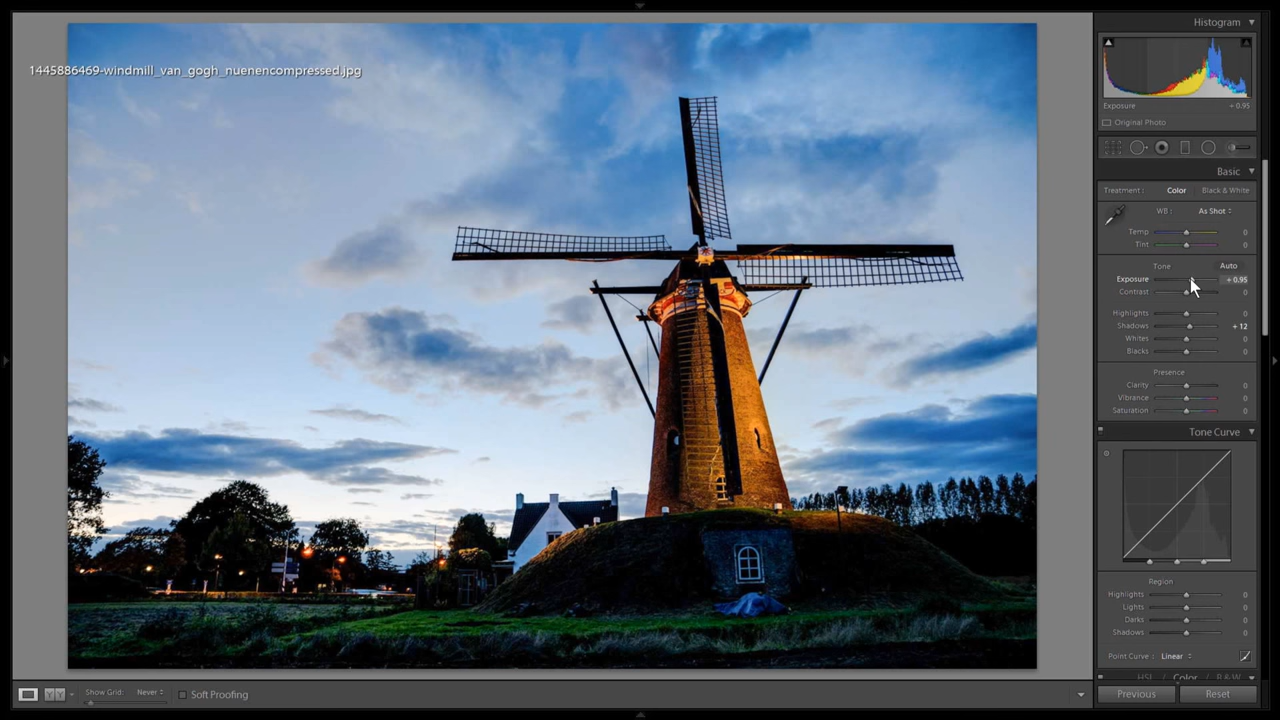 Histogram
1445886469-windmill_van_gogh_nuenencompressed.jpg
Exposure + 0.95
Original Photo
Basic
Treatment : Color Black & White
WB : As Shot
Temp 0
Tint 0
Tone Auto
Exposure + 0.95
Contrast 0
Highlights 0
Shadows + 12
Whites 0
Blacks 0
Presence
Clarity 0
Vibrance 0
Saturation 0
Tone Curve
Region
Highlights 0
Lights 0
Darks 0
Shadows 0
Point Curve : Linear
HSL / Color / B & W
YY Show Grid: Never Soft Proofing
Previous Reset